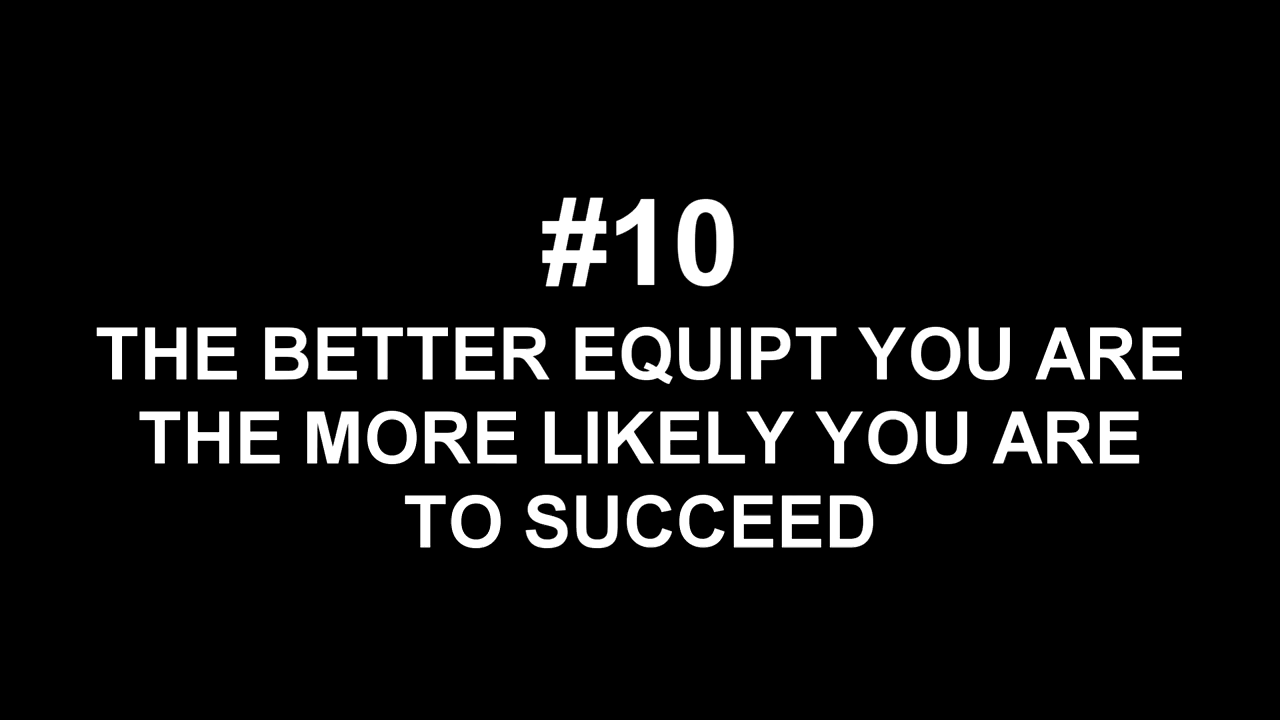 #10
THE BETTER EQUIPT YOU ARE
THE MORE LIKELY YOU ARE
TO SUCCEED